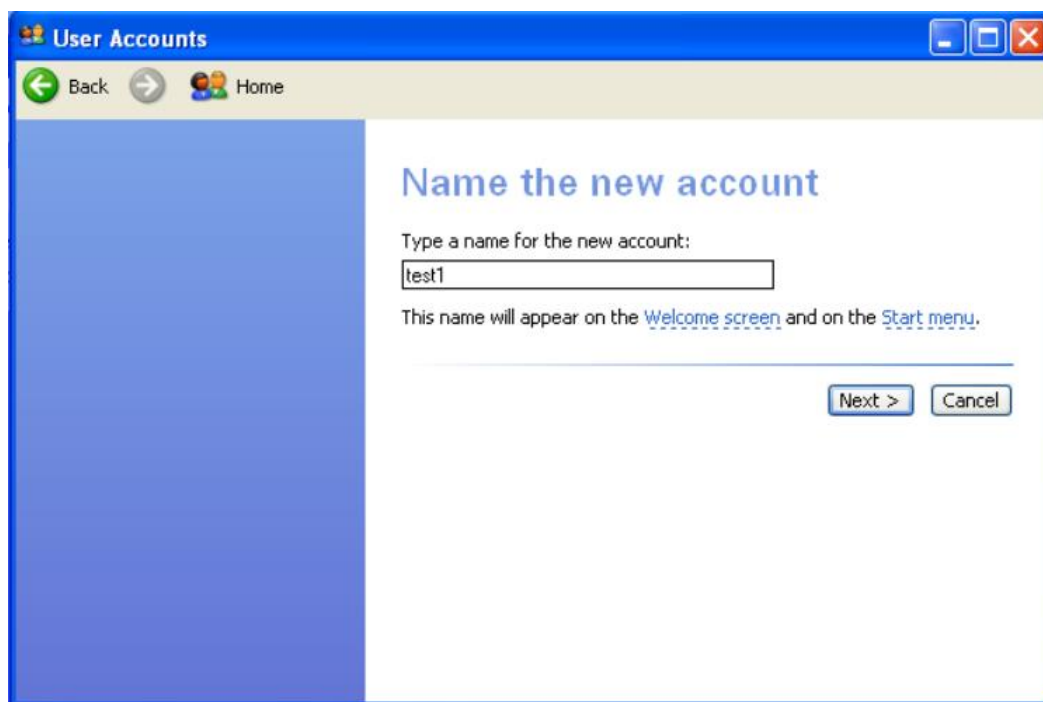 User Accounts
Back Home
Name the new account
Type a name for the new account:
test1
This name will appear on the Welcome screen and on the Start menu.
Next > Cancel